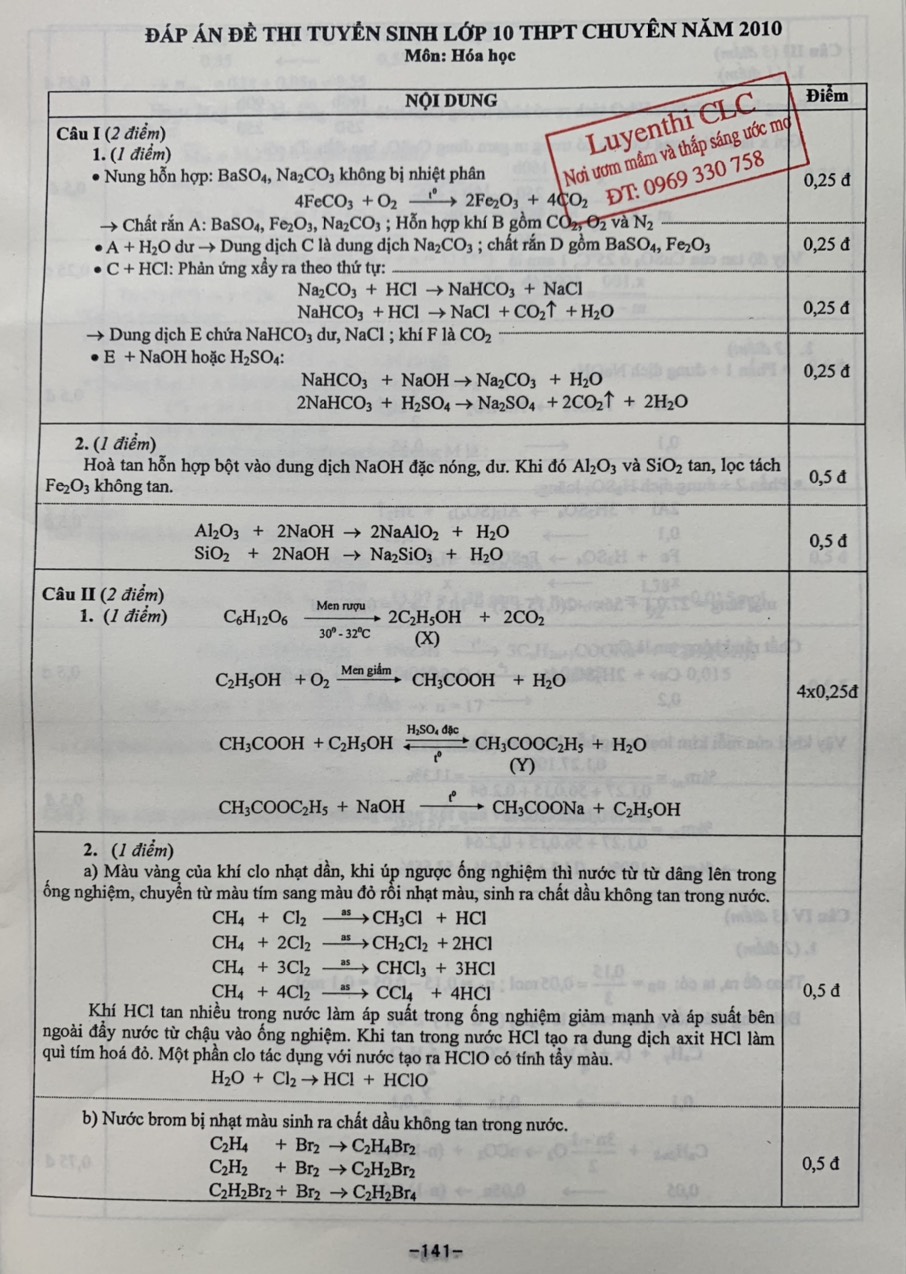 ĐÁP ÁN ĐỀ THI TUYỂN SINH LỚP 10 THPT CHUYÊN NĂM 2010
Môn: Hóa học
NỘI DUNG
Điểm
Luyenthi CLC
Nơi ươm mầm và thắp sáng ước mơ
ĐT: 0969 330 758
Câu I (2 điểm)
1. (1 điểm)
• Nung hỗn hợp: BaSO₄, Na₂CO₃ không bị nhiệt phân
4FeCO₃ + O₂ —t⁰→ 2Fe₂O₃ + 4CO₂
0,25 đ
→ Chất rắn A: BaSO₄, Fe₂O₃, Na₂CO₃ ; Hỗn hợp khí B gồm CO₂, O₂ và N₂
• A + H₂O dư → Dung dịch C là dung dịch Na₂CO₃ ; chất rắn D gồm BaSO₄, Fe₂O₃
0,25 đ
• C + HCl: Phản ứng xẩy ra theo thứ tự:
Na₂CO₃ + HCl → NaHCO₃ + NaCl
NaHCO₃ + HCl → NaCl + CO₂↑ + H₂O
0,25 đ
→ Dung dịch E chứa NaHCO₃ dư, NaCl ; khí F là CO₂
• E + NaOH hoặc H₂SO₄:
0,25 đ
NaHCO₃ + NaOH → Na₂CO₃ + H₂O
2NaHCO₃ + H₂SO₄ → Na₂SO₄ + 2CO₂↑ + 2H₂O
2. (1 điểm)
Hoà tan hỗn hợp bột vào dung dịch NaOH đặc nóng, dư. Khi đó Al₂O₃ và SiO₂ tan, lọc tách
Fe₂O₃ không tan.
0,5 đ
Al₂O₃ + 2NaOH → 2NaAlO₂ + H₂O
SiO₂ + 2NaOH → Na₂SiO₃ + H₂O
0,5 đ
Câu II (2 điểm)
1. (1 điểm)
C₆H₁₂O₆ —Men rượu, 30⁰ - 32⁰C→ 2C₂H₅OH + 2CO₂
(X)
C₂H₅OH + O₂ —Men giấm→ CH₃COOH + H₂O
4x0,25đ
CH₃COOH + C₂H₅OH ⇌ H₂SO₄ đặc, t⁰ CH₃COOC₂H₅ + H₂O
(Y)
CH₃COOC₂H₅ + NaOH —t⁰→ CH₃COONa + C₂H₅OH
2. (1 điểm)
a) Màu vàng của khí clo nhạt dần, khi úp ngược ống nghiệm thì nước từ từ dâng lên trong
ống nghiệm, chuyển từ màu tím sang màu đỏ rồi nhạt màu, sinh ra chất dầu không tan trong nước.
CH₄ + Cl₂ —as→ CH₃Cl + HCl
CH₄ + 2Cl₂ —as→ CH₂Cl₂ + 2HCl
CH₄ + 3Cl₂ —as→ CHCl₃ + 3HCl
CH₄ + 4Cl₂ —as→ CCl₄ + 4HCl
0,5 đ
Khí HCl tan nhiều trong nước làm áp suất trong ống nghiệm giảm mạnh và áp suất bên
ngoài đẩy nước từ chậu vào ống nghiệm. Khi tan trong nước HCl tạo ra dung dịch axit HCl làm
quì tím hoá đỏ. Một phần clo tác dụng với nước tạo ra HClO có tính tẩy màu.
H₂O + Cl₂ → HCl + HClO
b) Nước brom bị nhạt màu sinh ra chất dầu không tan trong nước.
C₂H₄ + Br₂ → C₂H₄Br₂
C₂H₂ + Br₂ → C₂H₂Br₂
0,5 đ
C₂H₂Br₂ + Br₂ → C₂H₂Br₄
–141–